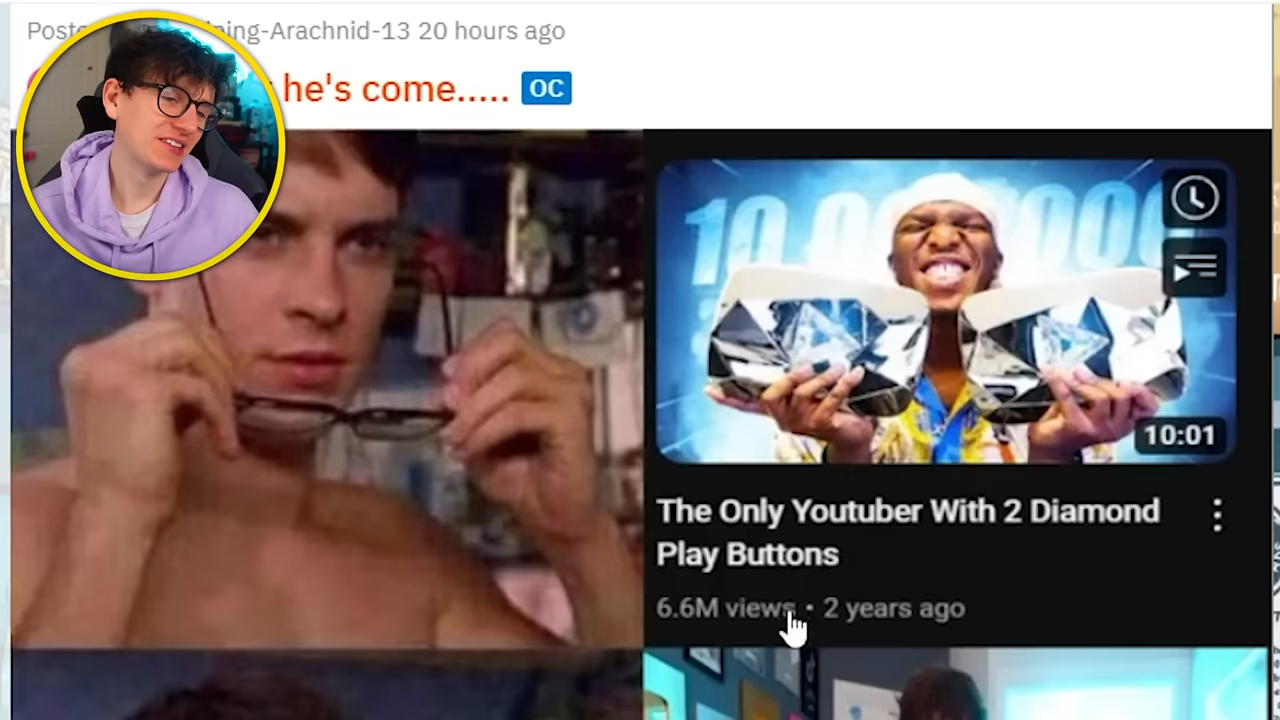 ning-Arachnid-13 20 hours ago
he's come..... OC
10:01
The Only Youtuber With 2 Diamond
Play Buttons
6.6M views • 2 years ago